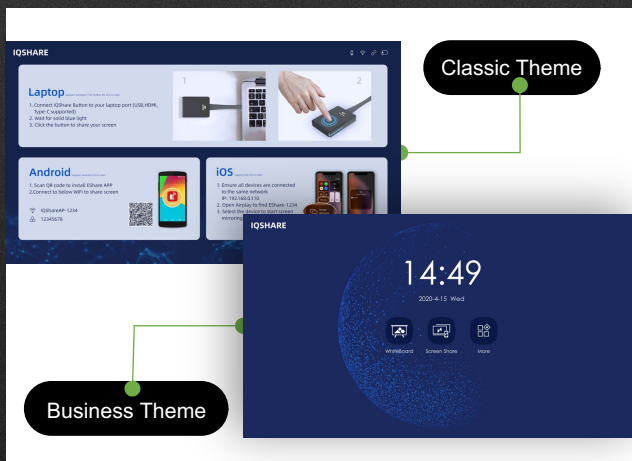 IQSHARE
Classic Theme
Laptop
1
2
1. Connect IQShare Button to your laptop port (USB,HDMI,
Type-C supported)
2. Wait for solid blue light
3. Click the button to share your screen
Android
1. Scan QR code to install EShare APP
2.Connect to below WiFi to share screen
IQShareAP-1234
12345678
iOS
1. Ensure all devices are connected
to the same network
IP: 192.168.0.110
2. Open Airplay to find EShare-1234
3. Select the device to start screen
mirroring
IQSHARE
14:49
2020-4-15 Wed
WhiteBoard
Screen Share
More
Business Theme